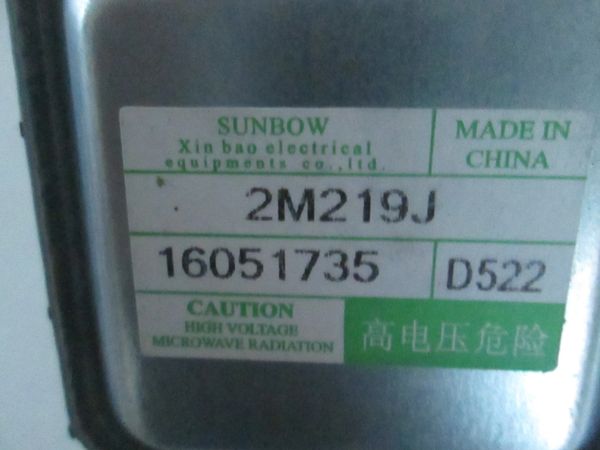 SUNBOW
Xin bao electrical
equipments co.,ltd.
MADE IN
CHINA
2M219J
16051735
D522
CAUTION
HIGH VOLTAGE
MICROWAVE RADIATION
高电压危险